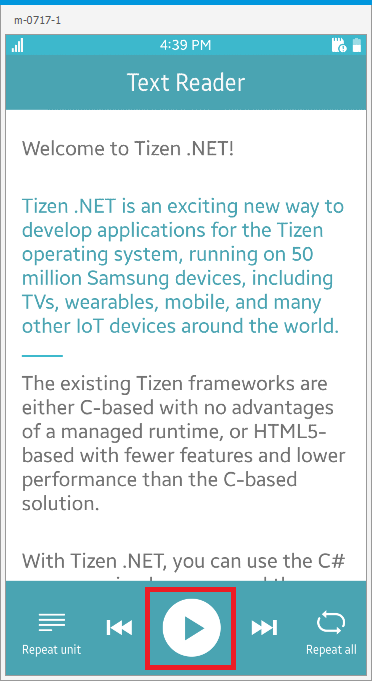 m-0717-1
4:39 PM
Text Reader
Welcome to Tizen .NET!
Tizen .NET is an exciting new way to
develop applications for the Tizen
operating system, running on 50
million Samsung devices, including
TVs, wearables, mobile, and many
other IoT devices around the world.
The existing Tizen frameworks are
either C-based with no advantages
of a managed runtime, or HTML5-
based with fewer features and lower
performance than the C-based
solution.
With Tizen .NET, you can use the C#
Repeat unit
Repeat all